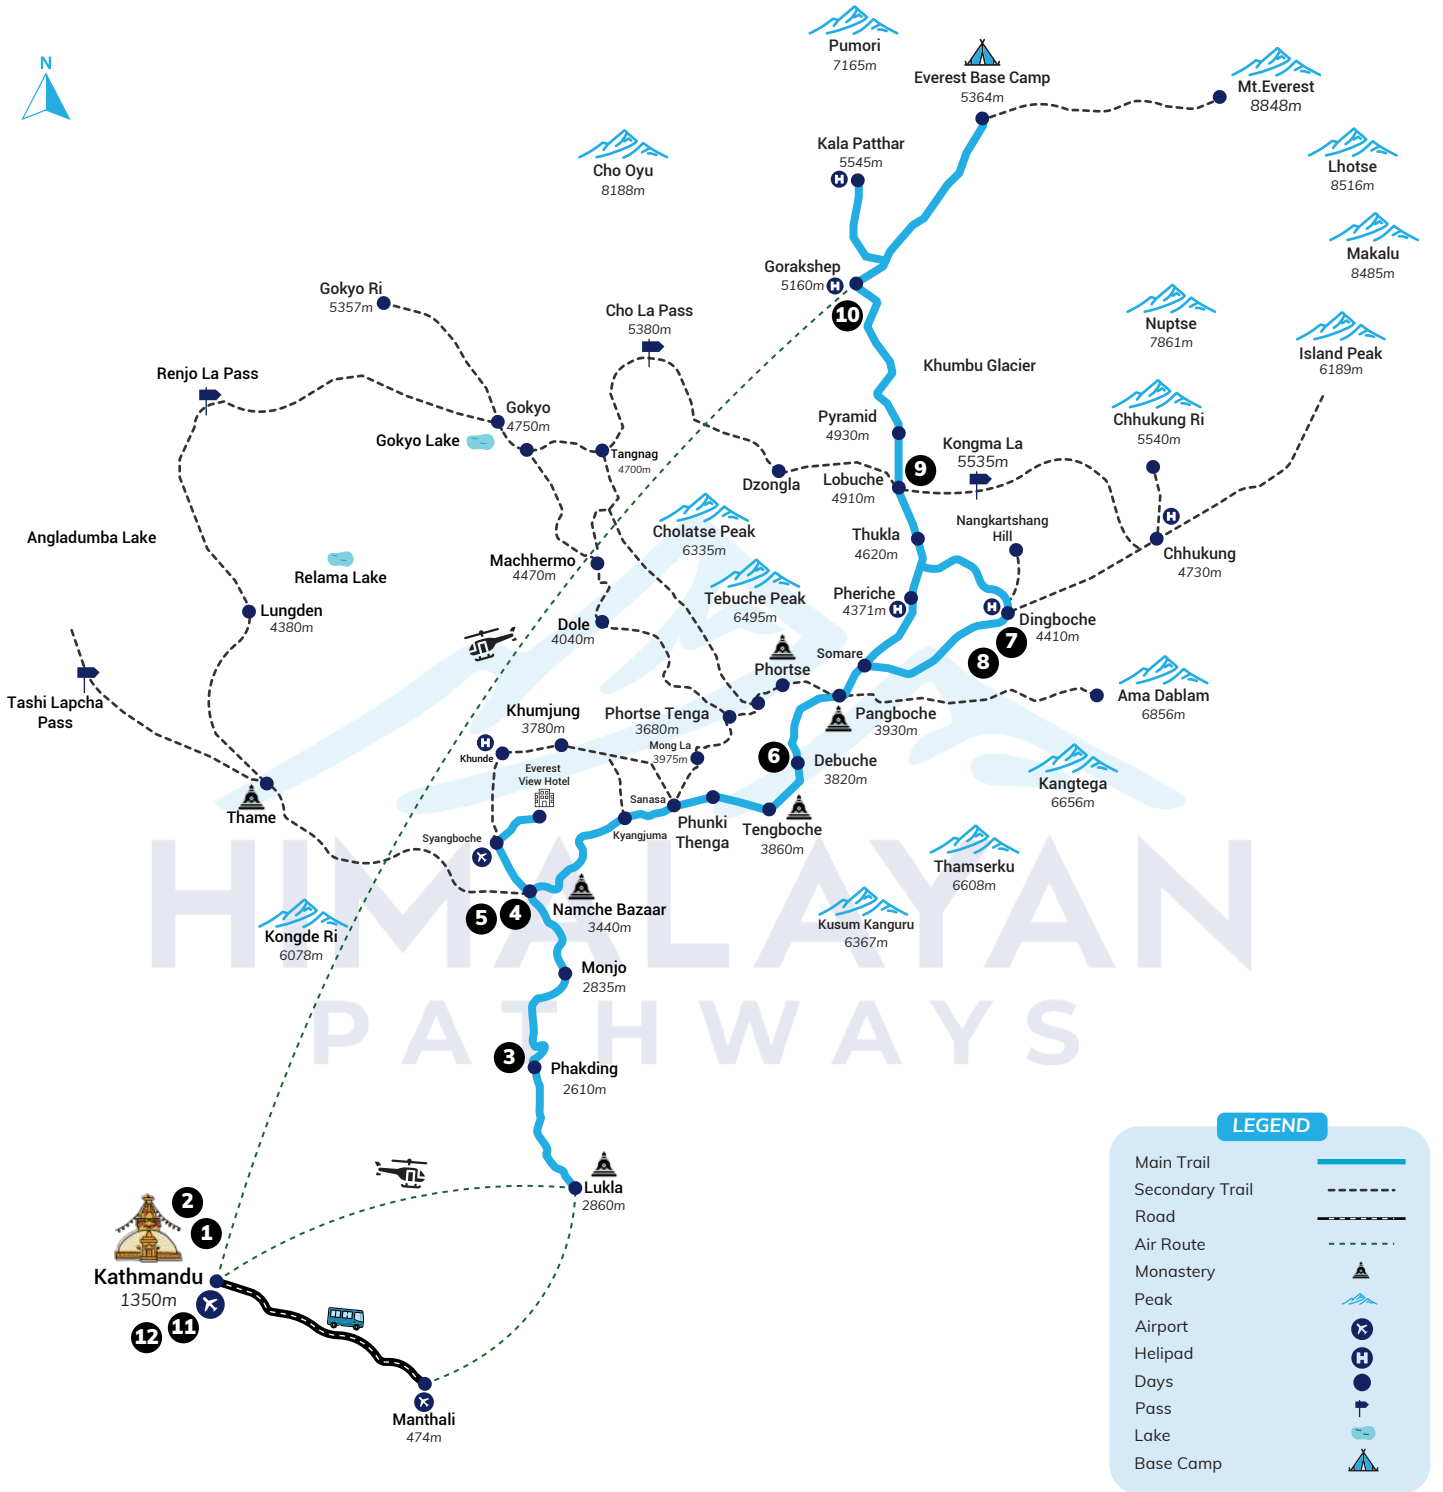 N
Pumori
7165m
Everest Base Camp
5364m
Mt.Everest
8848m
Kala Patthar
5545m
H
Cho Oyu
8188m
Lhotse
8516m
Makalu
8485m
Gorakshep
5160m
H
10
Gokyo Ri
5357m
Cho La Pass
5380m
Nuptse
7861m
Island Peak
6189m
Khumbu Glacier
Renjo La Pass
Gokyo
4750m
Gokyo Lake
Tangnag
4700m
Pyramid
4930m
Chhukung Ri
5540m
Kongma La
5535m
9
Dzongla
Lobuche
4910m
Nangkartshang
Hill
H
Cholatse Peak
6335m
Thukla
4620m
Chhukung
4730m
Angladumba Lake
Relama Lake
Machhermo
4470m
Tebuche Peak
6495m
Pheriche
4371m
H
H
Dingboche
4410m
7
8
Lungden
4380m
Dole
4040m
Somare
Phortse
Tashi Lapcha
Pass
Khumjung
3780m
Phortse Tenga
3680m
Pangboche
3930m
Ama Dablam
6856m
H
Khunde
Mong La
3975m
6
Debuche
3820m
Everest
View Hotel
Kangtega
6656m
Thame
Sanasa
Syangboche
Kyangjuma
Phunki
Thenga
Tengboche
3860m
Thamserku
6608m
HIMALAYAN
PATHWAYS
5
4
Namche Bazaar
3440m
Kongde Ri
6078m
Kusum Kanguru
6367m
Monjo
2835m
3
Phakding
2610m
Lukla
2860m
2
1
Kathmandu
1350m
12
11
Manthali
474m
LEGEND
Main Trail
Secondary Trail
Road
Air Route
Monastery
Peak
Airport
Helipad
H
Days
Pass
Lake
Base Camp